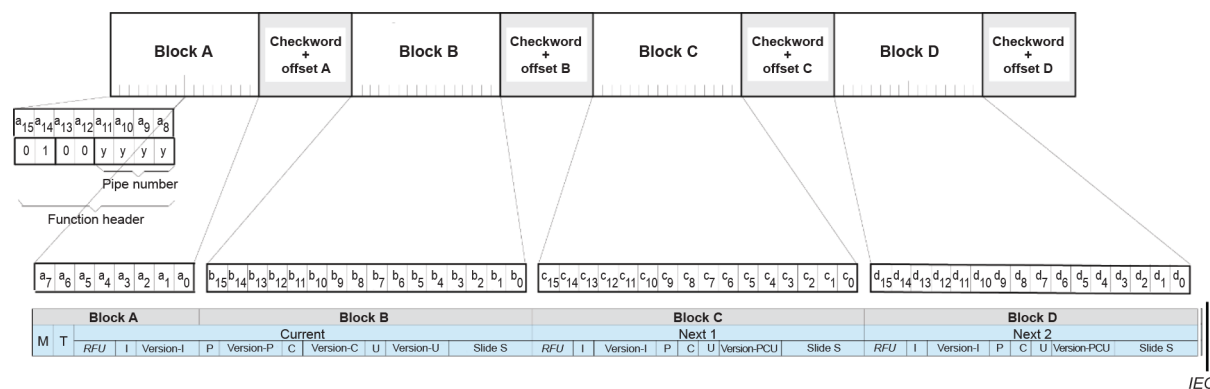 Block A Checkword + offset A Block B Checkword + offset B Block C Checkword + offset C Block D Checkword + offset D
a15 a14 a13 a12 a11 a10 a9 a8
0 1 0 0 y y y y
Pipe number
Function header
a7 a6 a5 a4 a3 a2 a1 a0 b15 b14 b13 b12 b11 b10 b9 b8 b7 b6 b5 b4 b3 b2 b1 b0 c15 c14 c13 c12 c11 c10 c9 c8 c7 c6 c5 c4 c3 c2 c1 c0 d15 d14 d13 d12 d11 d10 d9 d8 d7 d6 d5 d4 d3 d2 d1 d0
Block A Block B Block C Block D
M T Current Next 1 Next 2
RFU I Version-I P Version-P C Version-C U Version-U Slide S RFU I Version-I P C U Version-PCU Slide S RFU I Version-I P C U Version-PCU Slide S
IEC